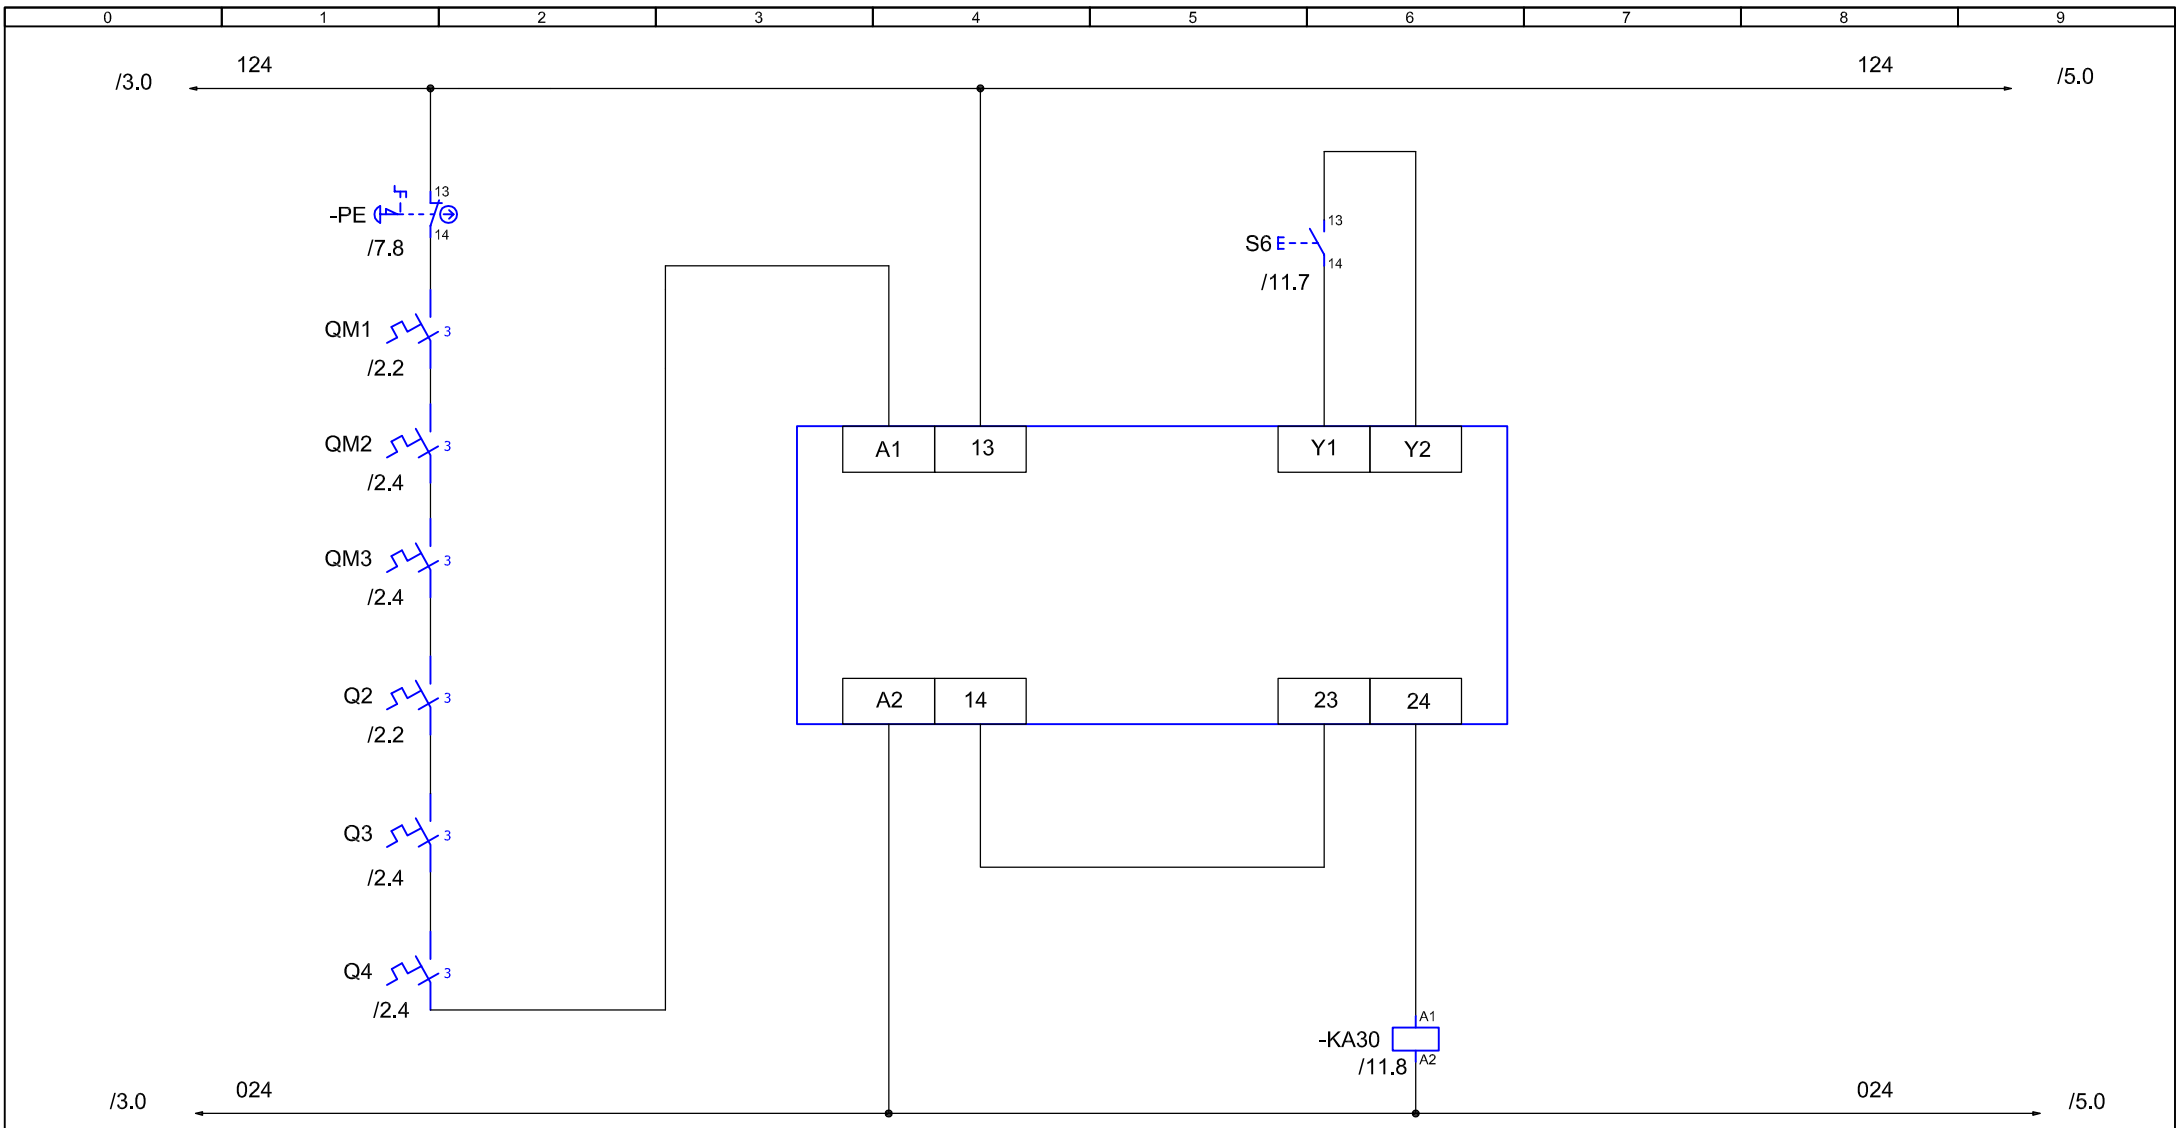 0 1 2 3 4 5 6 7 8 9
124 124
/3.0 /5.0
13
-PE
14
/7.8
13
S6
14
/11.7
QM1 3
/2.2
QM2 3
/2.4
A1 13 Y1 Y2
QM3 3
/2.4
Q2 3
/2.2
A2 14 23 24
Q3 3
/2.4
Q4 3
/2.4
A1
-KA30
A2
/11.8
024 024
/3.0 /5.0